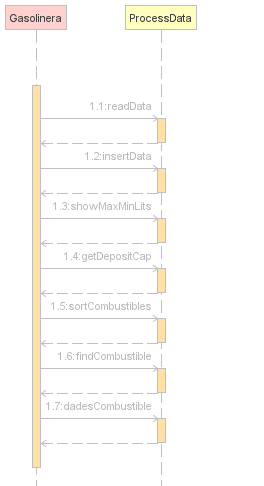 Gasolinera
ProcessData
1.1:readData
1.2:insertData
1.3:showMaxMinLits
1.4:getDepositCap
1.5:sortCombustibles
1.6:findCombustible
1.7:dadesCombustible